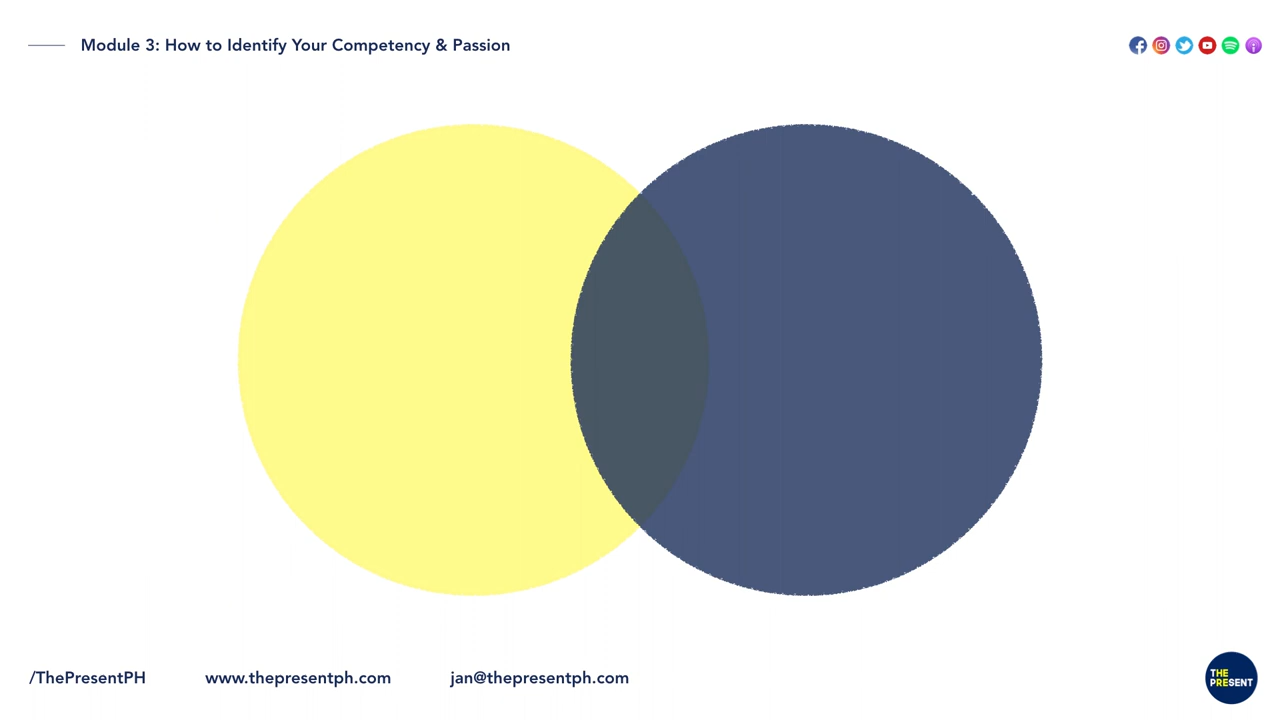 Module 3: How to Identify Your Competency & Passion
/ThePresentPH
www.thepresentph.com
jan@thepresentph.com
THE
PRESENT